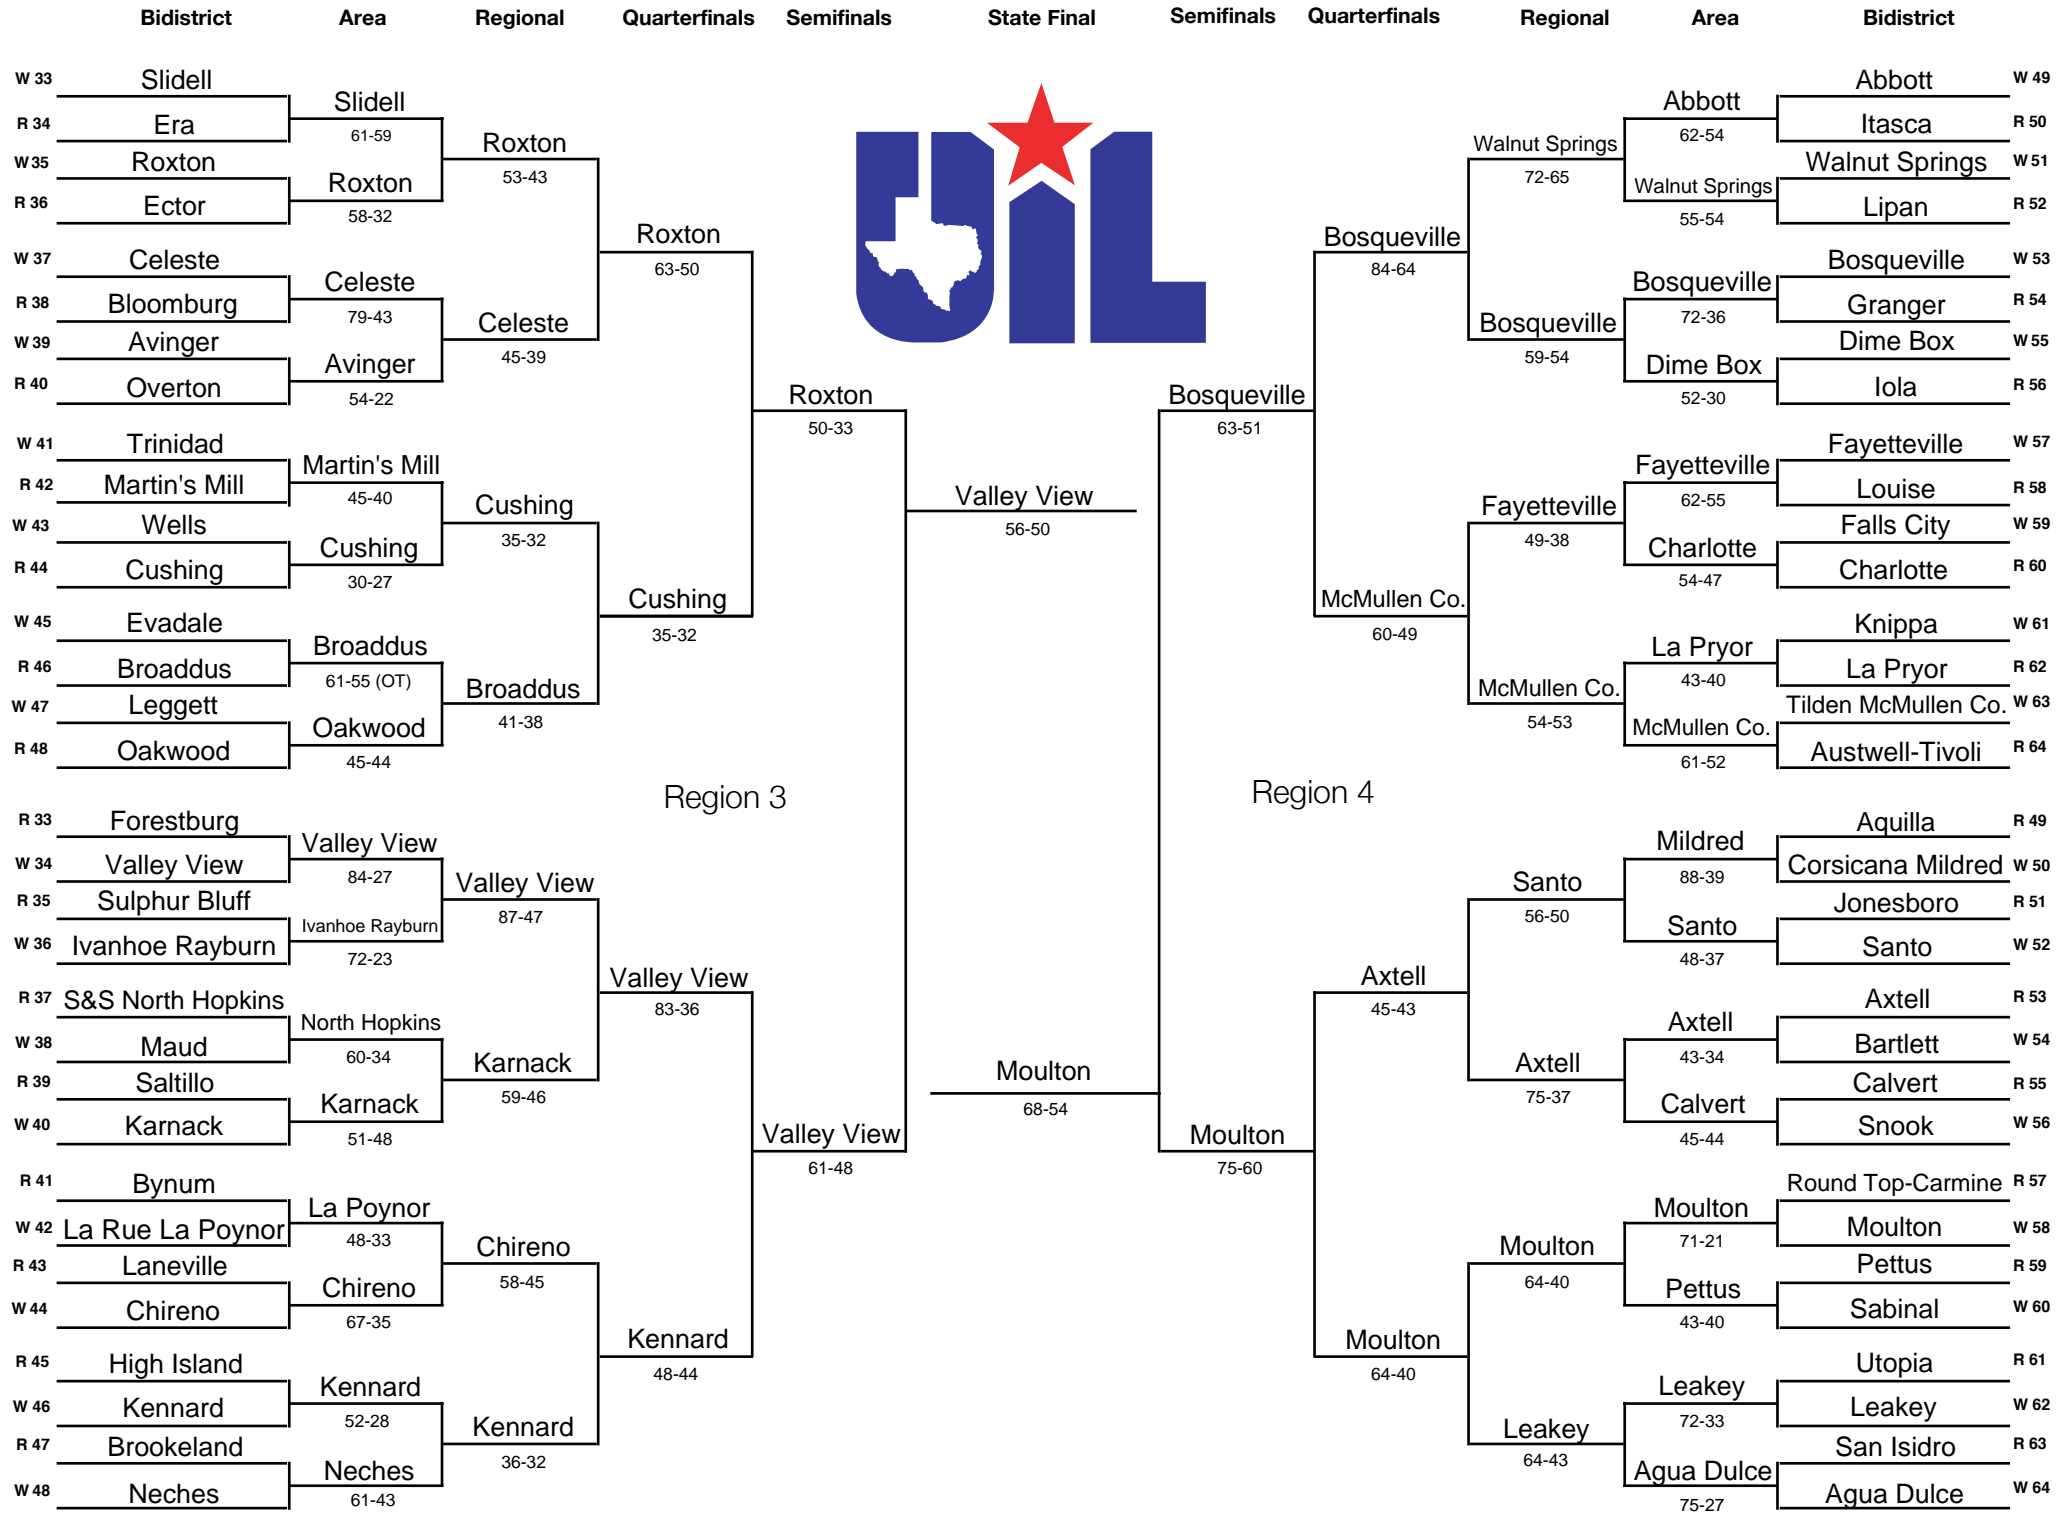 Bidistrict Area Regional Quarterfinals Semifinals State Final Semifinals Quarterfinals Regional Area Bidistrict
W 33 Slidell
R 34 Era
W 35 Roxton
R 36 Ector
W 37 Celeste
R 38 Bloomburg
W 39 Avinger
R 40 Overton
W 41 Trinidad
R 42 Martin's Mill
W 43 Wells
R 44 Cushing
W 45 Evadale
R 46 Broaddus
W 47 Leggett
R 48 Oakwood
R 33 Forestburg
W 34 Valley View
R 35 Sulphur Bluff
W 36 Ivanhoe Rayburn
R 37 S&S North Hopkins
W 38 Maud
R 39 Saltillo
W 40 Karnack
R 41 Bynum
W 42 La Rue La Poynor
R 43 Laneville
W 44 Chireno
R 45 High Island
W 46 Kennard
R 47 Brookeland
W 48 Neches
Slidell
61-59
Roxton
58-32
Celeste
79-43
Avinger
54-22
Martin's Mill
45-40
Cushing
30-27
Broaddus
61-55 (OT)
Oakwood
45-44
Valley View
84-27
Ivanhoe Rayburn
72-23
North Hopkins
60-34
Karnack
51-48
La Poynor
48-33
Chireno
67-35
Kennard
52-28
Neches
61-43
Roxton
53-43
Celeste
45-39
Cushing
35-32
Broaddus
41-38
Valley View
87-47
Karnack
59-46
Chireno
58-45
Kennard
36-32
Roxton
63-50
Cushing
35-32
Region 3
Valley View
83-36
Kennard
48-44
Roxton
50-33
Valley View
61-48
UIL
Valley View
56-50
Moulton
68-54
Bosqueville
63-51
Moulton
75-60
Bosqueville
84-64
McMullen Co.
60-49
Region 4
Axtell
45-43
Moulton
64-40
Walnut Springs
72-65
Bosqueville
59-54
Fayetteville
49-38
McMullen Co.
54-53
Santo
56-50
Axtell
75-37
Moulton
64-40
Leakey
64-43
Abbott
62-54
Walnut Springs
55-54
Bosqueville
72-36
Dime Box
52-30
Fayetteville
62-55
Charlotte
54-47
La Pryor
43-40
McMullen Co.
61-52
Mildred
88-39
Santo
48-37
Axtell
43-34
Calvert
45-44
Moulton
71-21
Pettus
43-40
Leakey
72-33
Agua Dulce
75-27
Abbott W 49
Itasca R 50
Walnut Springs W 51
Lipan R 52
Bosqueville W 53
Granger R 54
Dime Box W 55
Iola R 56
Fayetteville W 57
Louise R 58
Falls City W 59
Charlotte R 60
Knippa W 61
La Pryor R 62
Tilden McMullen Co. W 63
Austwell-Tivoli R 64
Aquilla R 49
Corsicana Mildred W 50
Jonesboro R 51
Santo W 52
Axtell R 53
Bartlett W 54
Calvert R 55
Snook W 56
Round Top-Carmine R 57
Moulton W 58
Pettus R 59
Sabinal W 60
Utopia R 61
Leakey W 62
San Isidro R 63
Agua Dulce W 64